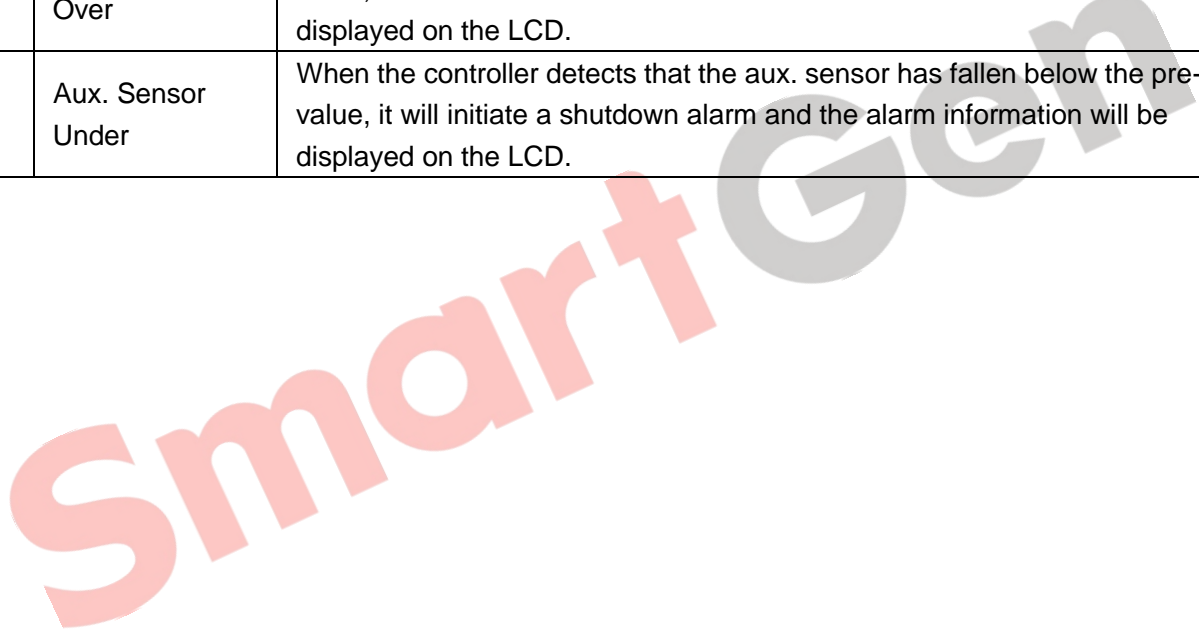 Over
displayed on the LCD.
Aux. Sensor
Under
When the controller detects that the aux. sensor has fallen below the pre-
value, it will initiate a shutdown alarm and the alarm information will be
displayed on the LCD.
SmartGen